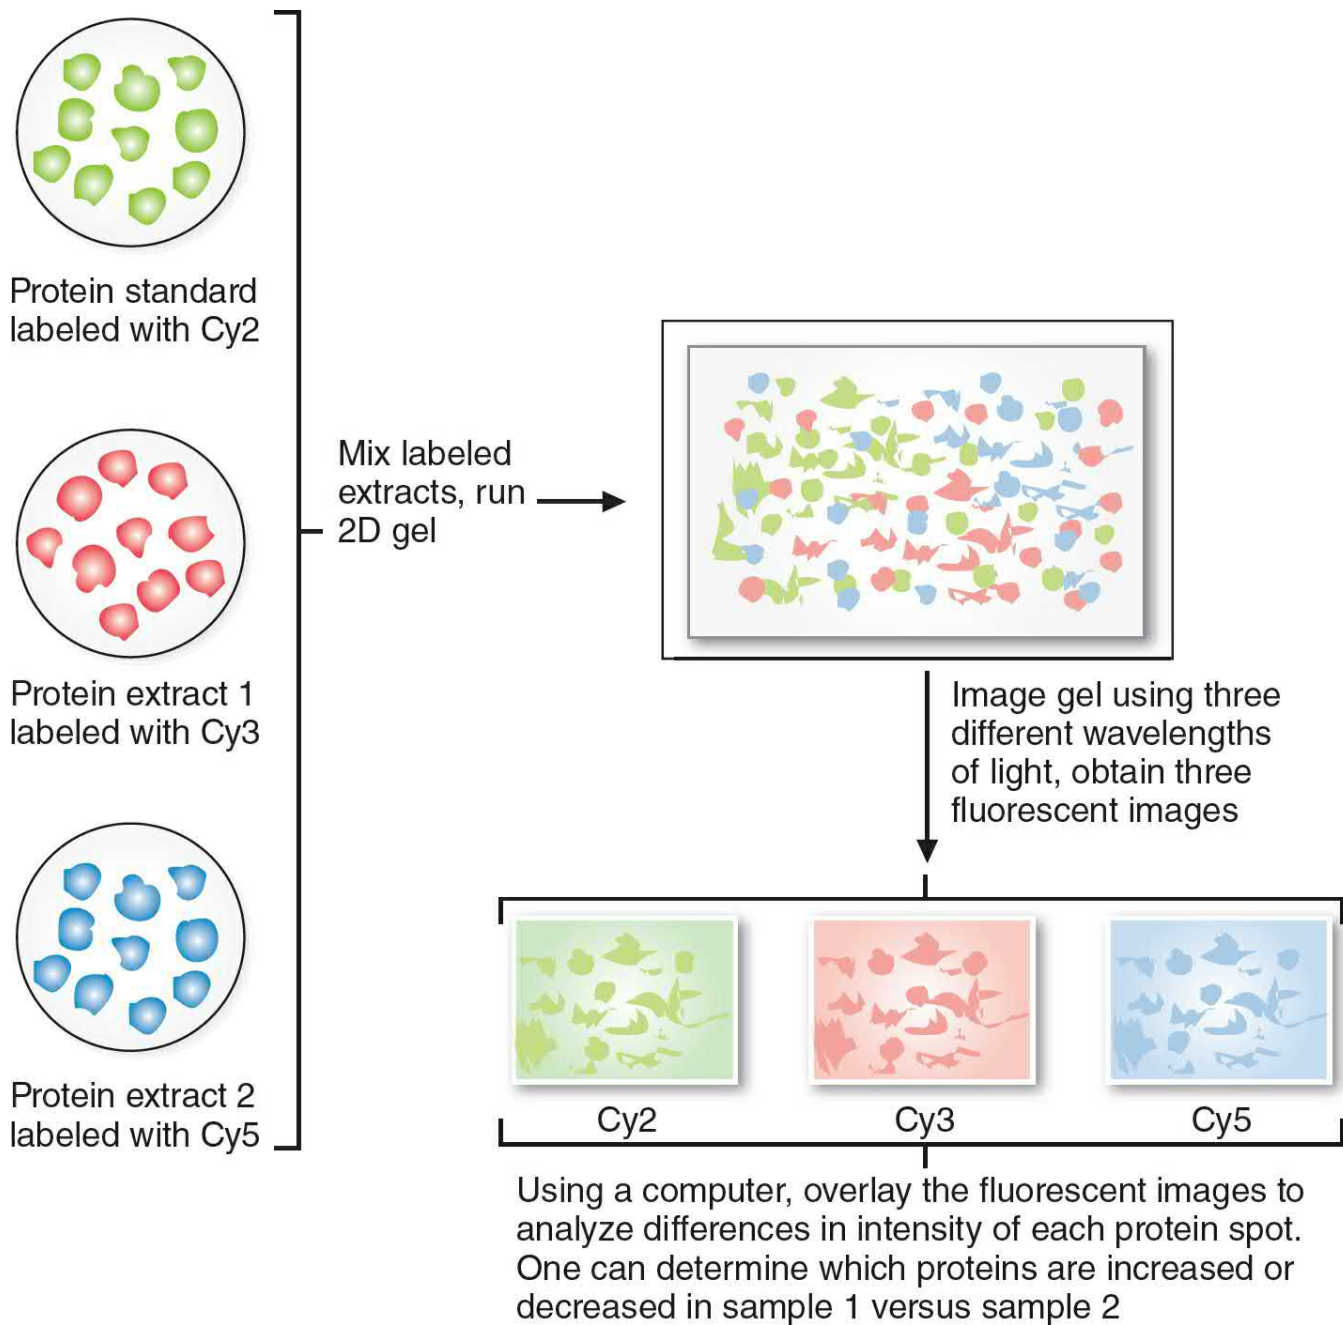 Protein standard
labeled with Cy2
Protein extract 1
labeled with Cy3
Protein extract 2
labeled with Cy5
Mix labeled
extracts, run
2D gel
Image gel using three
different wavelengths
of light, obtain three
fluorescent images
Cy2
Cy3
Cy5
Using a computer, overlay the fluorescent images to
analyze differences in intensity of each protein spot.
One can determine which proteins are increased or
decreased in sample 1 versus sample 2